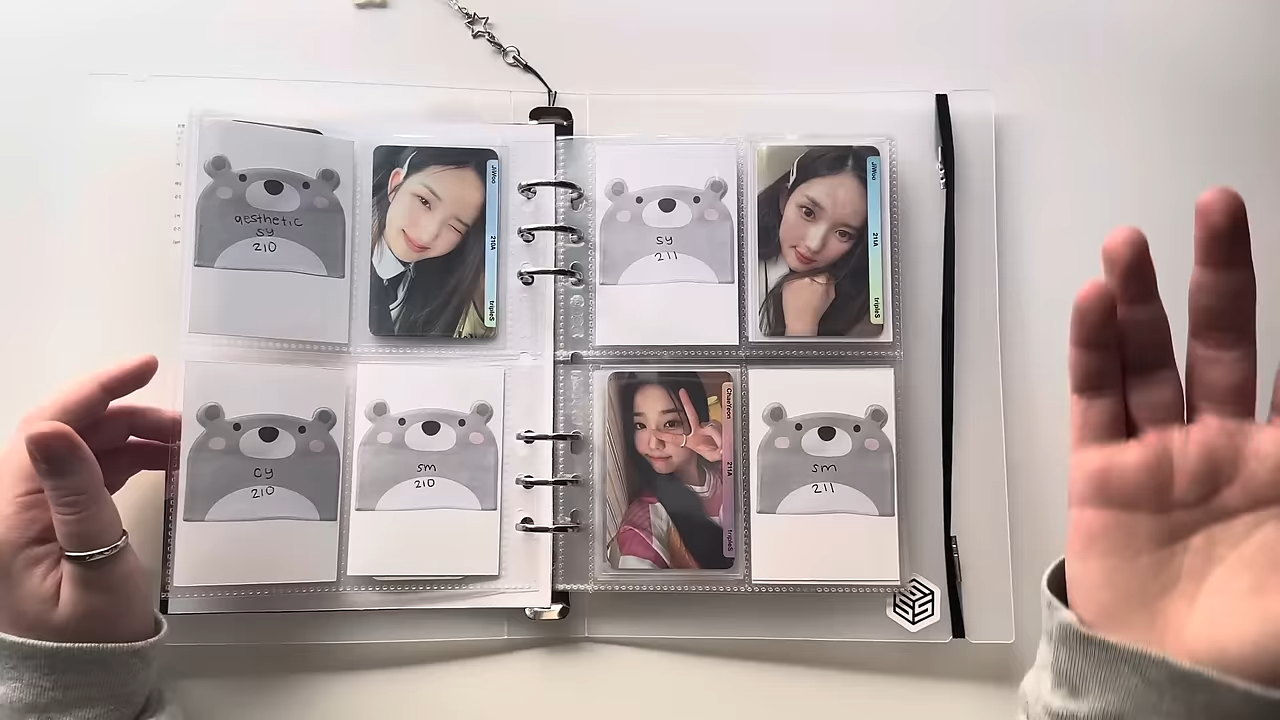 aesthetic
sy
210
JiWoo 210A tripleS
sy
211
JiWoo 211A tripleS
cy
210
sm
210
ChaeYeon 211A tripleS
sm
211